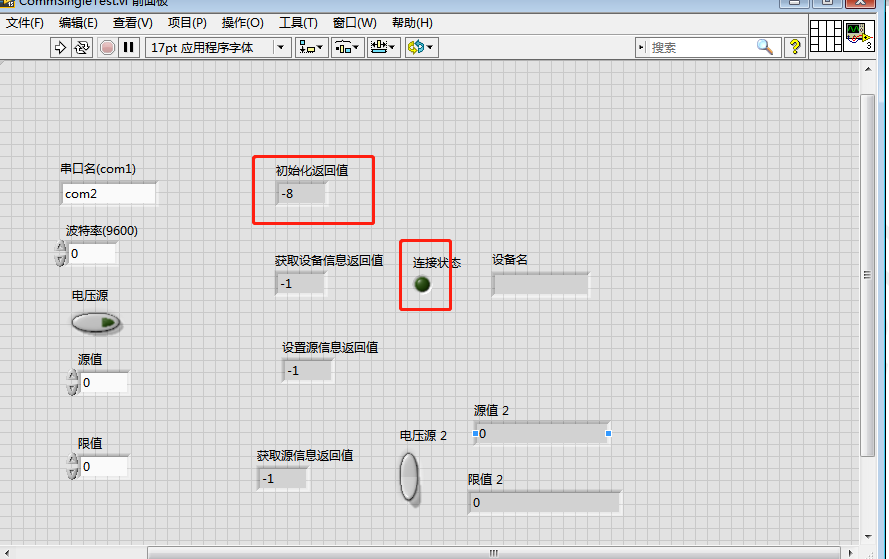 CommSingleTest.vi 前面板
文件(F) 编辑(E) 查看(V) 项目(P) 操作(O) 工具(T) 窗口(W) 帮助(H)
17pt 应用程序字体
搜索
?
3
串口名(com1)
com2
初始化返回值
-8
波特率(9600)
0
获取设备信息返回值
-1
连接状态
设备名
电压源
设置源信息返回值
-1
源值
0
源值 2
0
电压源 2
限值
0
获取源信息返回值
-1
限值 2
0